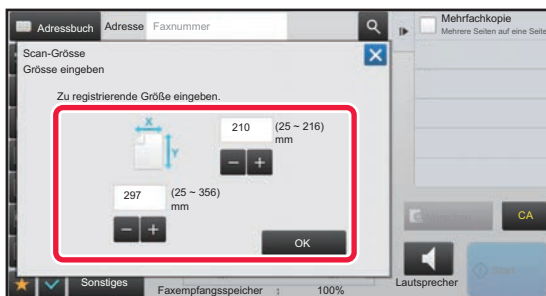 Adressbuch Adresse Faxnummer
Mehrfachkopie
Mehrere Seiten auf eine Seite
Scan-Grösse
Grösse eingeben
Zu registrierende Größe eingeben.
X
Y
210 (25 ~ 216)
mm
297 (25 ~ 356)
mm
OK
CA
Start
Sonstiges
Faxempfangsspeicher : 100%
Lautsprecher